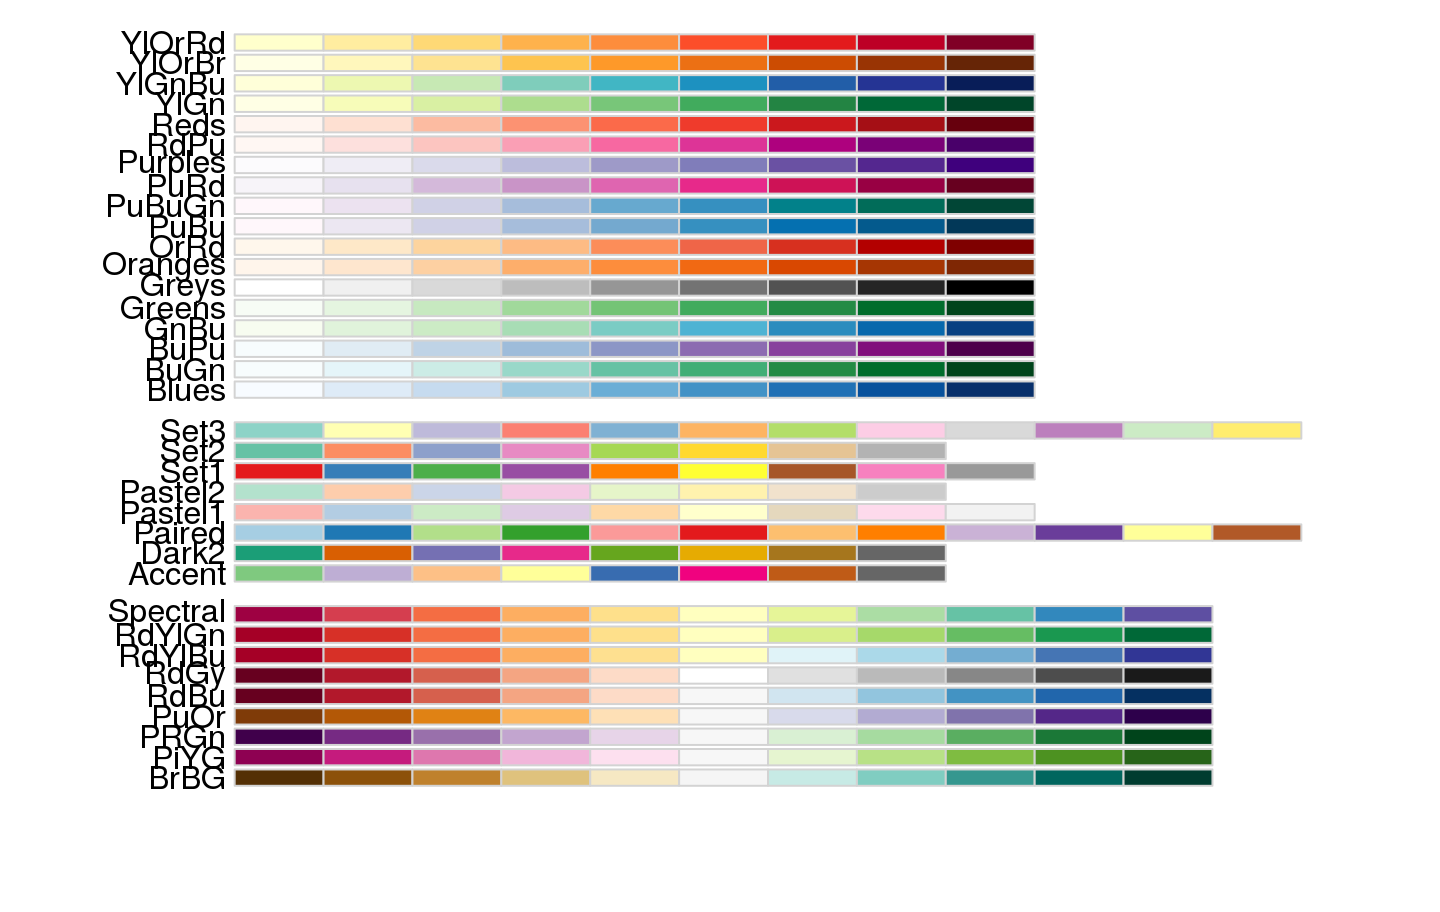 YlOrRd
YlOrBr
YlGnBu
YlGn
Reds
RdPu
Purples
PuRd
PuBuGn
PuBu
OrRd
Oranges
Greys
Greens
GnBu
BuPu
BuGn
Blues
Set3
Set2
Set1
Pastel2
Pastel1
Paired
Dark2
Accent
Spectral
RdYlGn
RdYlBu
RdGy
RdBu
PuOr
PRGn
PiYG
BrBG